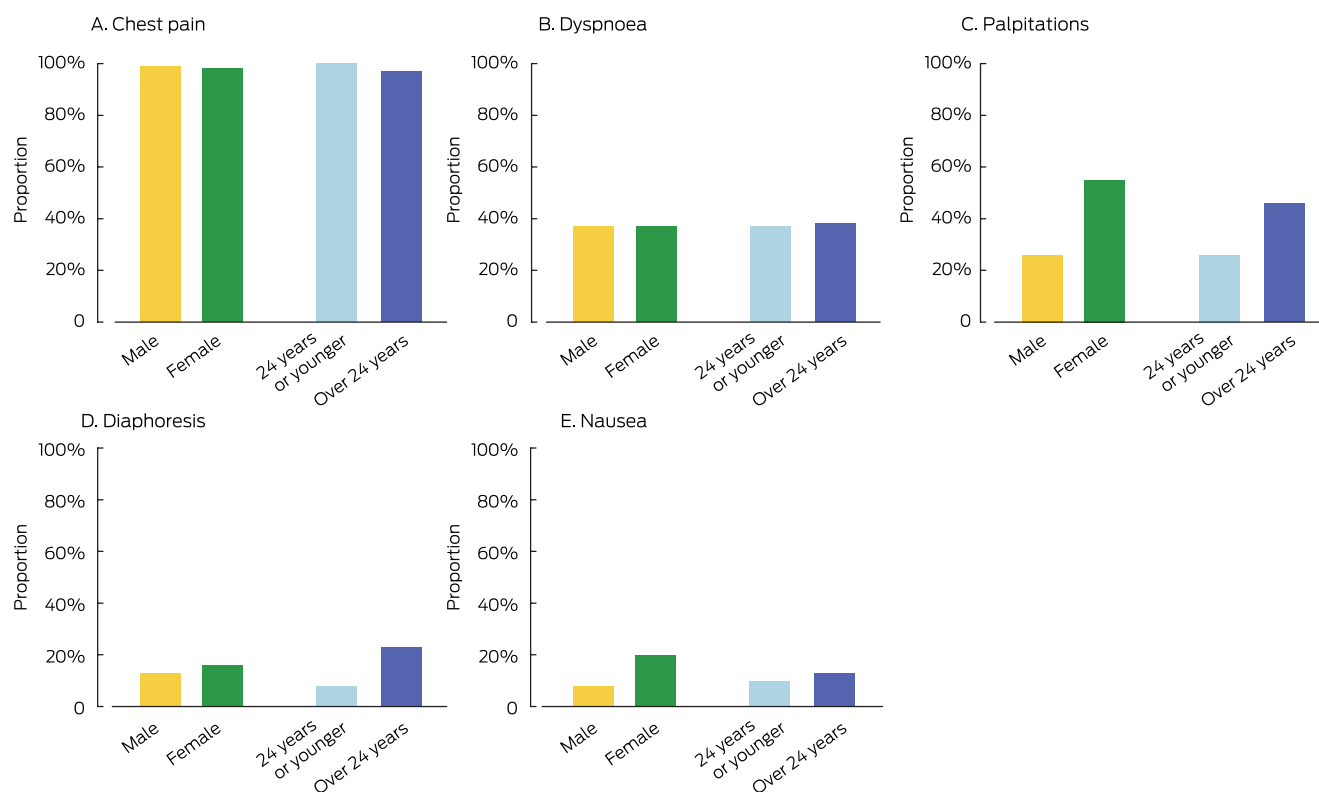 A. Chest pain
100%
80%
60%
40%
20%
0
Proportion
Male
Female
24 years
or younger
Over 24 years
B. Dyspnoea
100%
80%
60%
40%
20%
0
Proportion
Male
Female
24 years
or younger
Over 24 years
C. Palpitations
100%
80%
60%
40%
20%
0
Proportion
Male
Female
24 years
or younger
Over 24 years
D. Diaphoresis
100%
80%
60%
40%
20%
0
Proportion
Male
Female
24 years
or younger
Over 24 years
E. Nausea
100%
80%
60%
40%
20%
0
Proportion
Male
Female
24 years
or younger
Over 24 years